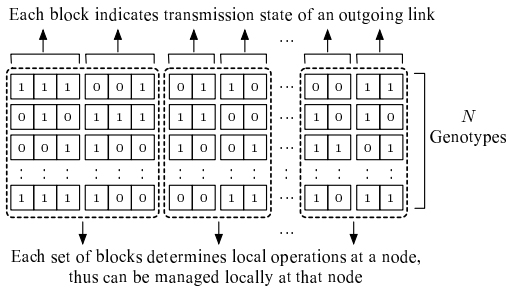 Each block indicates transmission state of an outgoing link
...
1 1 1 0 0 1 0 1 1 0 ... 0 0 1 1
0 1 0 1 1 1 1 1 0 1 ... 1 0 1 0
0 0 1 1 0 0 1 0 0 1 ... 1 1 0 1
1 1 1 1 0 0 0 0 1 1 ... 1 0 1 1
N
Genotypes
...
Each set of blocks determines local operations at a node,
thus can be managed locally at that node